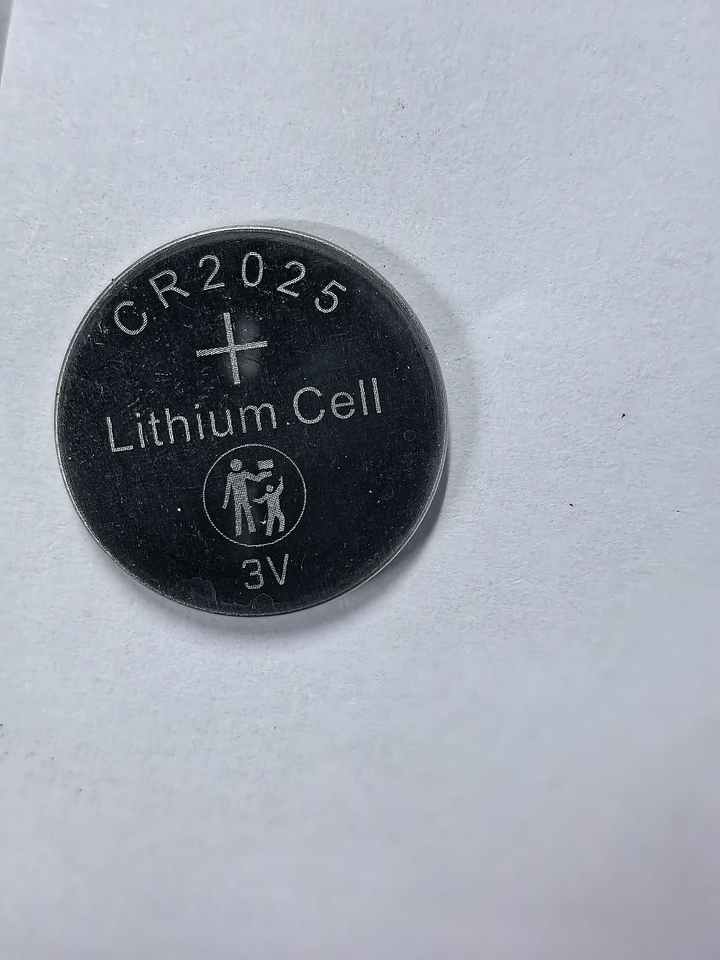 CR2025
+
Lithium Cell
3V